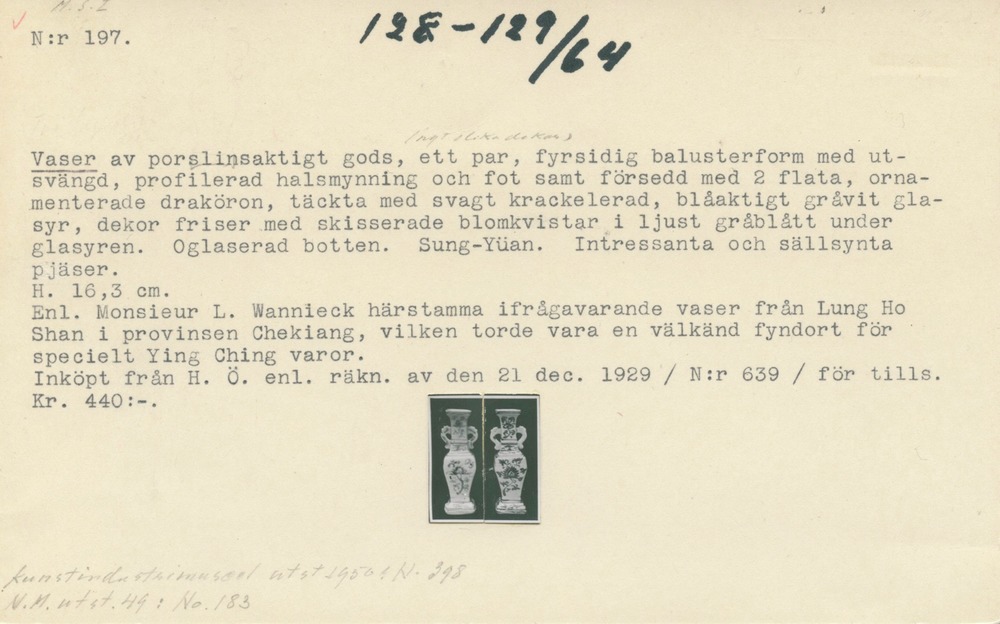 N.S.I
N:r 197.
128-129/64
Vaser av porslinsaktigt gods, ett par, fyrsidig balusterform med ut-
svängd, profilerad halsmynning och fot samt försedd med 2 flata, orna-
menterade draköron, täckta med svagt krackelerad, blåaktigt gråvit gla-
syr, dekor friser med skisserade blomkvistar i ljust gråblått under
glasyren. Oglaserad botten. Sung-Yüan. Intressanta och sällsynta
pjäser.
H. 16,3 cm.
Enl. Monsieur L. Wannieck härstamma ifrågavarande vaser från Lung Ho
Shan i provinsen Chekiang, vilken torde vara en välkänd fyndort för
specielt Ying Ching varor.
Inköpt från H. Ö. enl. räkn. av den 21 dec. 1929 / N:r 639 / för tills.
Kr. 440:-.
Kunstindustrimuseet utst 1950 N. 398
N.M. utst. 49: No. 183